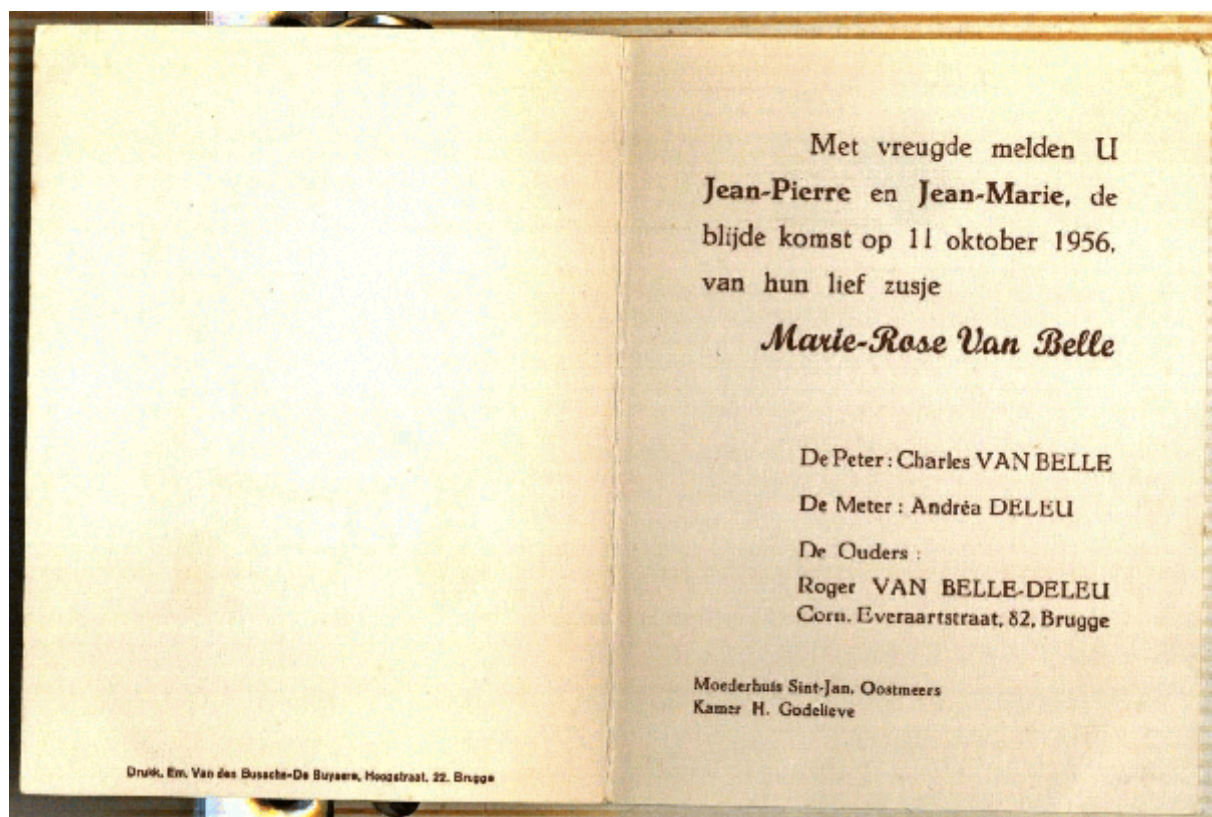 Met vreugde melden U
Jean-Pierre en Jean-Marie, de
blijde komst op 11 oktober 1956,
van hun lief zusje
Marie-Rose Van Belle
De Peter : Charles VAN BELLE
De Meter : Andréa DELEU
De Ouders :
Roger VAN BELLE-DELEU
Corn. Everaartstraat, 82, Brugge
Moederhuis Sint-Jan, Oostmeers
Kamer H. Godelieve
Drukk. Em. Van den Bussche-De Buysere, Hoogstraat, 22. Brugge